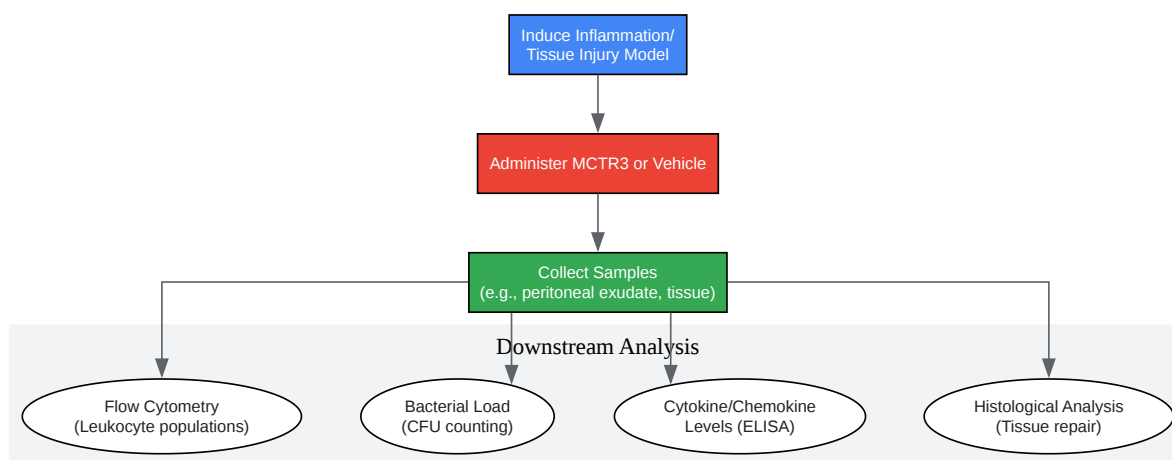 Induce Inflammation/
Tissue Injury Model
Administer MCTR3 or Vehicle
Collect Samples
(e.g., peritoneal exudate, tissue)
Downstream Analysis
Flow Cytometry
(Leukocyte populations)
Bacterial Load
(CFU counting)
Cytokine/Chemokine
Levels (ELISA)
Histological Analysis
(Tissue repair)